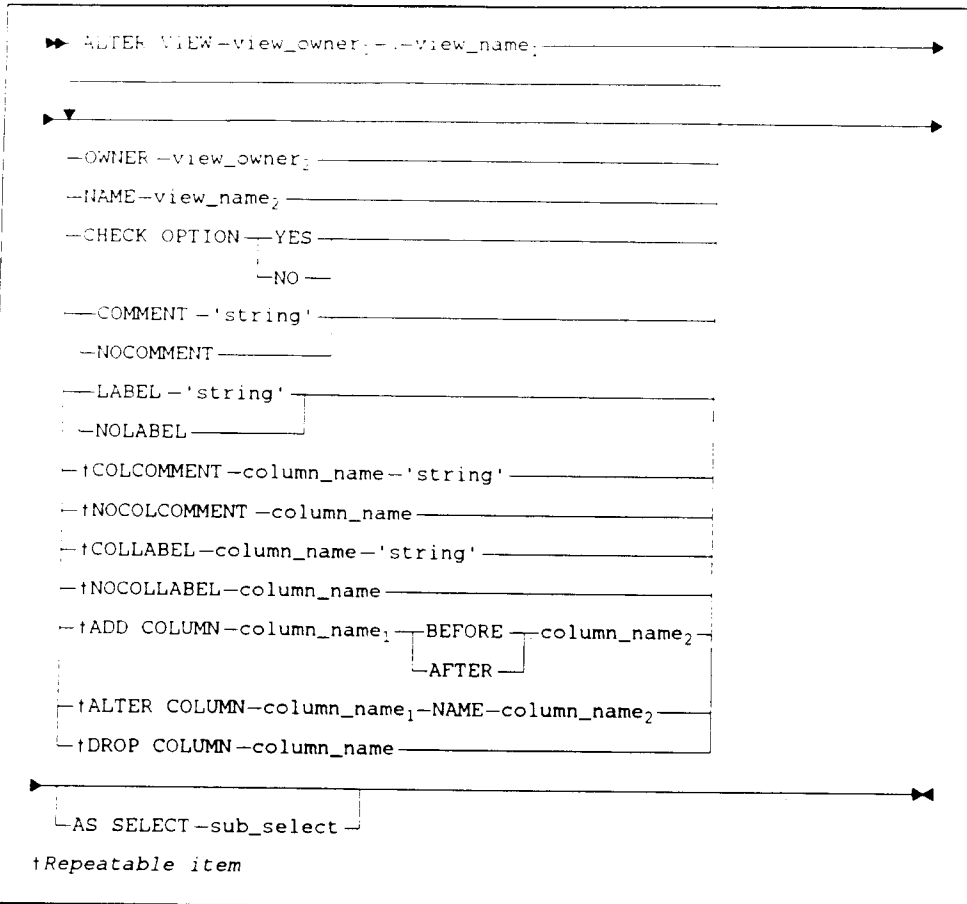 ALTER VIEW view_owner₁ . view_name₁
OWNER view_owner₂
NAME view_name₂
CHECK OPTION YES
NO
COMMENT 'string'
NOCOMMENT
LABEL 'string'
NOLABEL
†COLCOMMENT column_name 'string'
†NOCOLCOMMENT column_name
†COLLABEL column_name 'string'
†NOCOLLABEL column_name
†ADD COLUMN column_name₁ BEFORE column_name₂
AFTER
†ALTER COLUMN column_name₁ NAME column_name₂
†DROP COLUMN column_name
AS SELECT sub_select
†Repeatable item